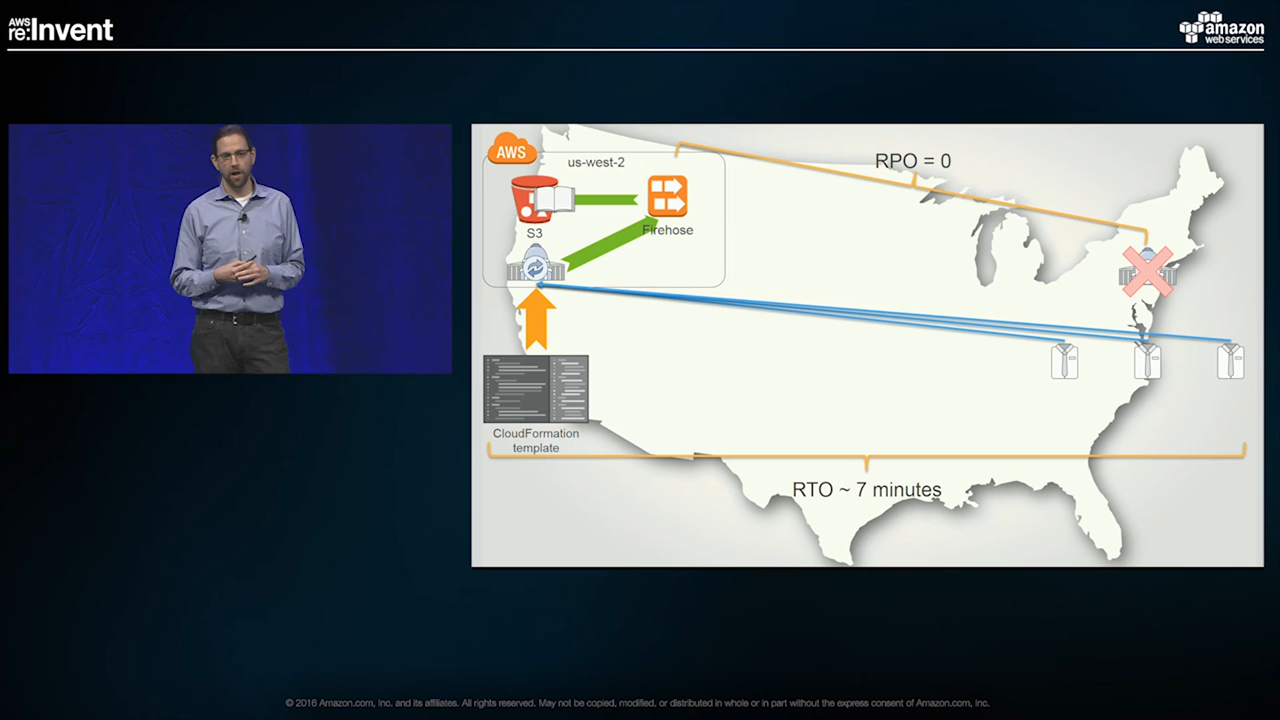 AWS
re:Invent
amazon
web services
AWS
us-west-2
RPO = 0
S3
Firehose
CloudFormation
template
RTO ~ 7 minutes
© 2016 Amazon.com, Inc. and its affiliates. All rights reserved. May not be copied, modified, or distributed in whole or in part without the express consent of Amazon.com, Inc.